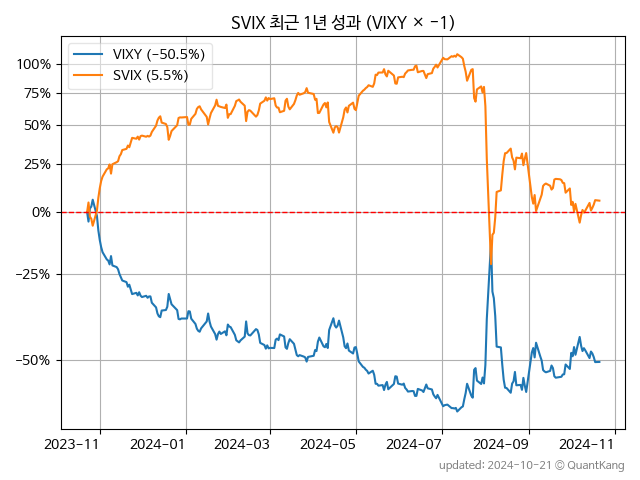 SVIX 최근 1년 성과 (VIXY × −1)
VIXY (−50.5%)
SVIX (5.5%)
100%
75%
50%
25%
0%
−25%
−50%
2023-11 2024-01 2024-03 2024-05 2024-07 2024-09 2024-11
updated: 2024-10-21 © QuantKang